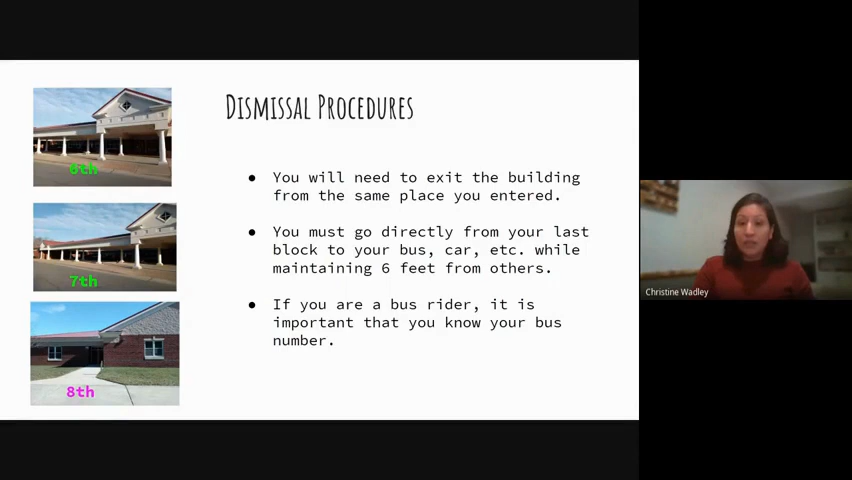 Dismissal Procedures
6th
● You will need to exit the building
from the same place you entered.
7th
● You must go directly from your last
block to your bus, car, etc. while
maintaining 6 feet from others.
8th
● If you are a bus rider, it is
important that you know your bus
number.
Christine Wadley